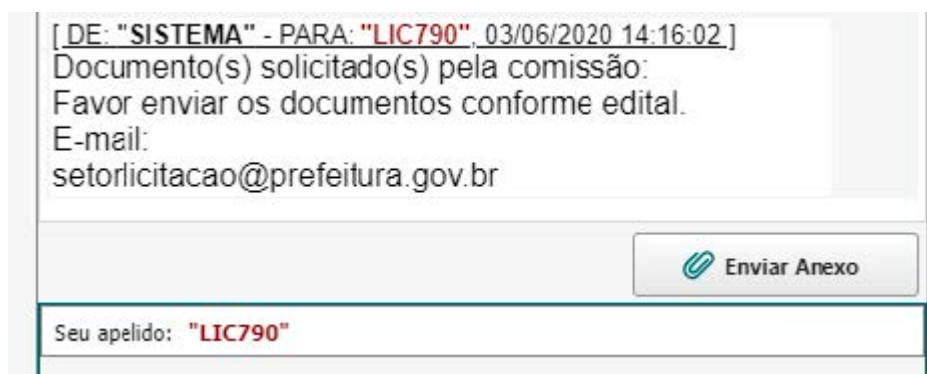 [ DE: "SISTEMA" - PARA: "LIC790", 03/06/2020 14:16:02 ]
Documento(s) solicitado(s) pela comissão:
Favor enviar os documentos conforme edital.
E-mail:
setorlicitacao@prefeitura.gov.br
Enviar Anexo
Seu apelido: "LIC790"